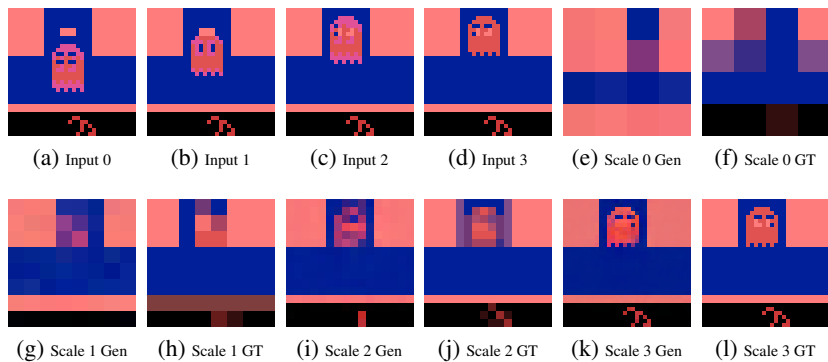 (a) Input 0 (b) Input 1 (c) Input 2 (d) Input 3 (e) Scale 0 Gen (f) Scale 0 GT
(g) Scale 1 Gen (h) Scale 1 GT (i) Scale 2 Gen (j) Scale 2 GT (k) Scale 3 Gen (l) Scale 3 GT